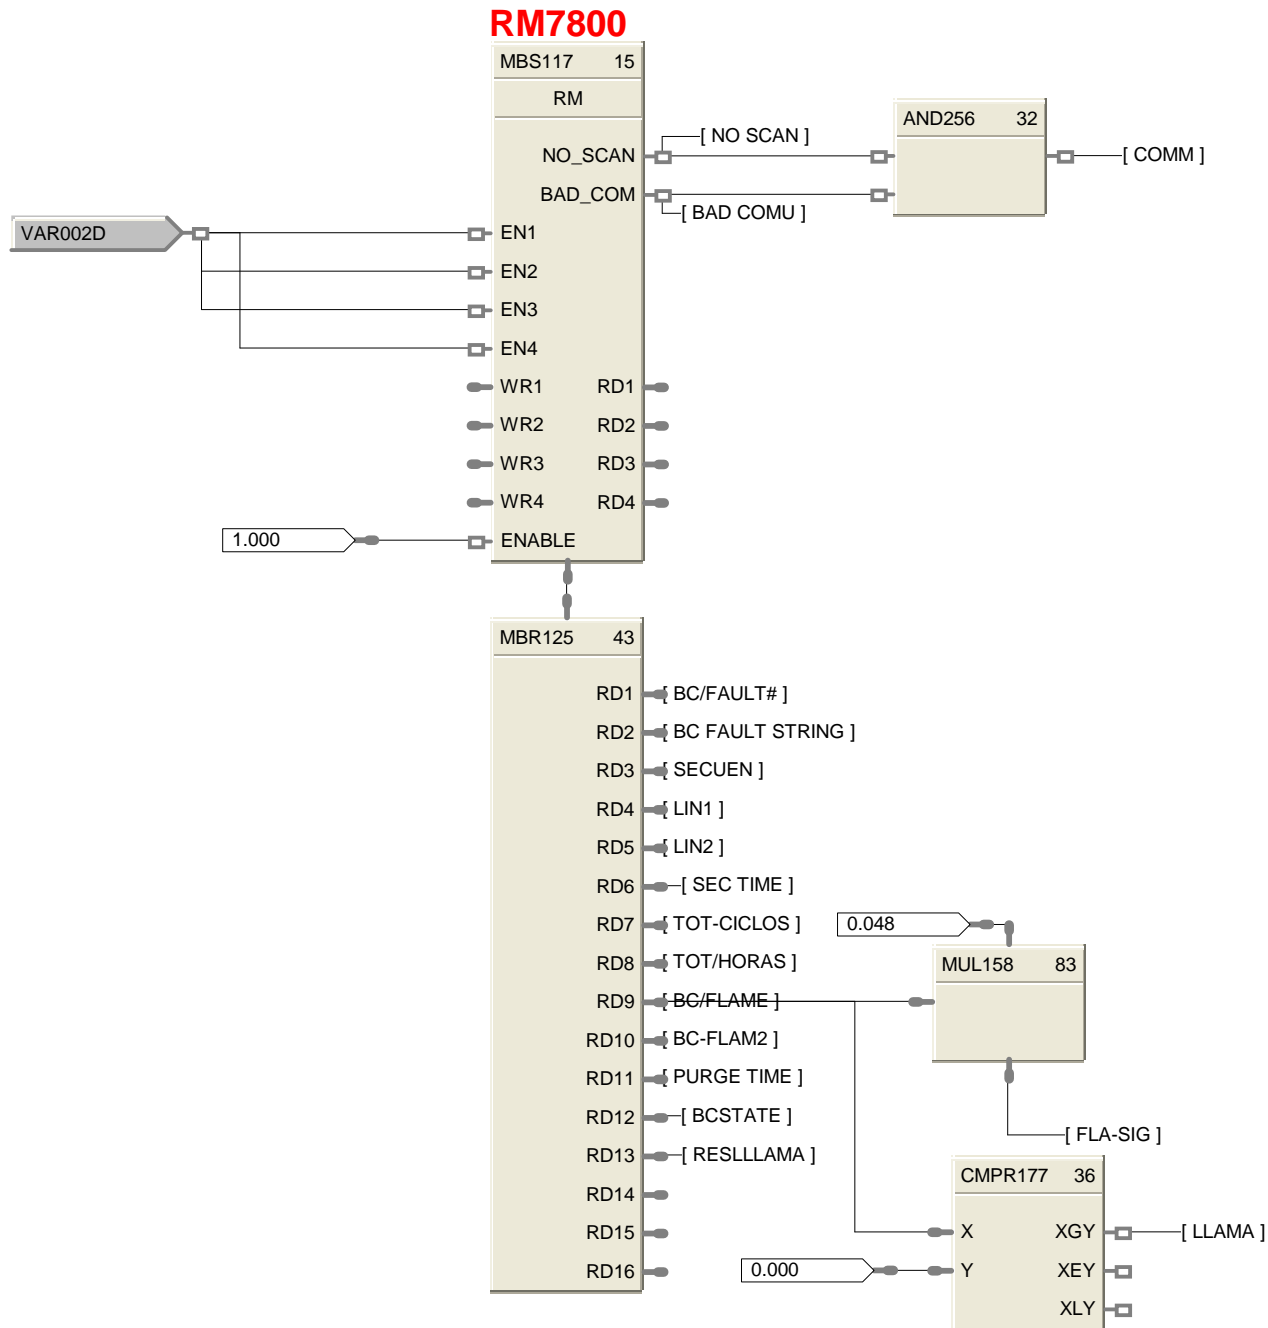 RM7800
MBS117 15
RM
AND256 32
[ NO SCAN ]
NO_SCAN
[ COMM ]
BAD_COM
[ BAD COMU ]
VAR002D
EN1
EN2
EN3
EN4
WR1 RD1
WR2 RD2
WR3 RD3
WR4 RD4
1.000
ENABLE
MBR125 43
RD1 [ BC/FAULT# ]
RD2 [ BC FAULT STRING ]
RD3 [ SECUEN ]
RD4 [ LIN1 ]
RD5 [ LIN2 ]
RD6 [ SEC TIME ]
RD7 [ TOT-CICLOS ]
0.048
RD8 [ TOT/HORAS ]
MUL158 83
RD9 [ BC/FLAME ]
RD10 [ BC-FLAM2 ]
RD11 [ PURGE TIME ]
RD12 [ BCSTATE ]
[ FLA-SIG ]
RD13 [ RESLLLAMA ]
CMPR177 36
RD14
RD15
X XGY [ LLAMA ]
RD16
0.000
Y XEY
XLY